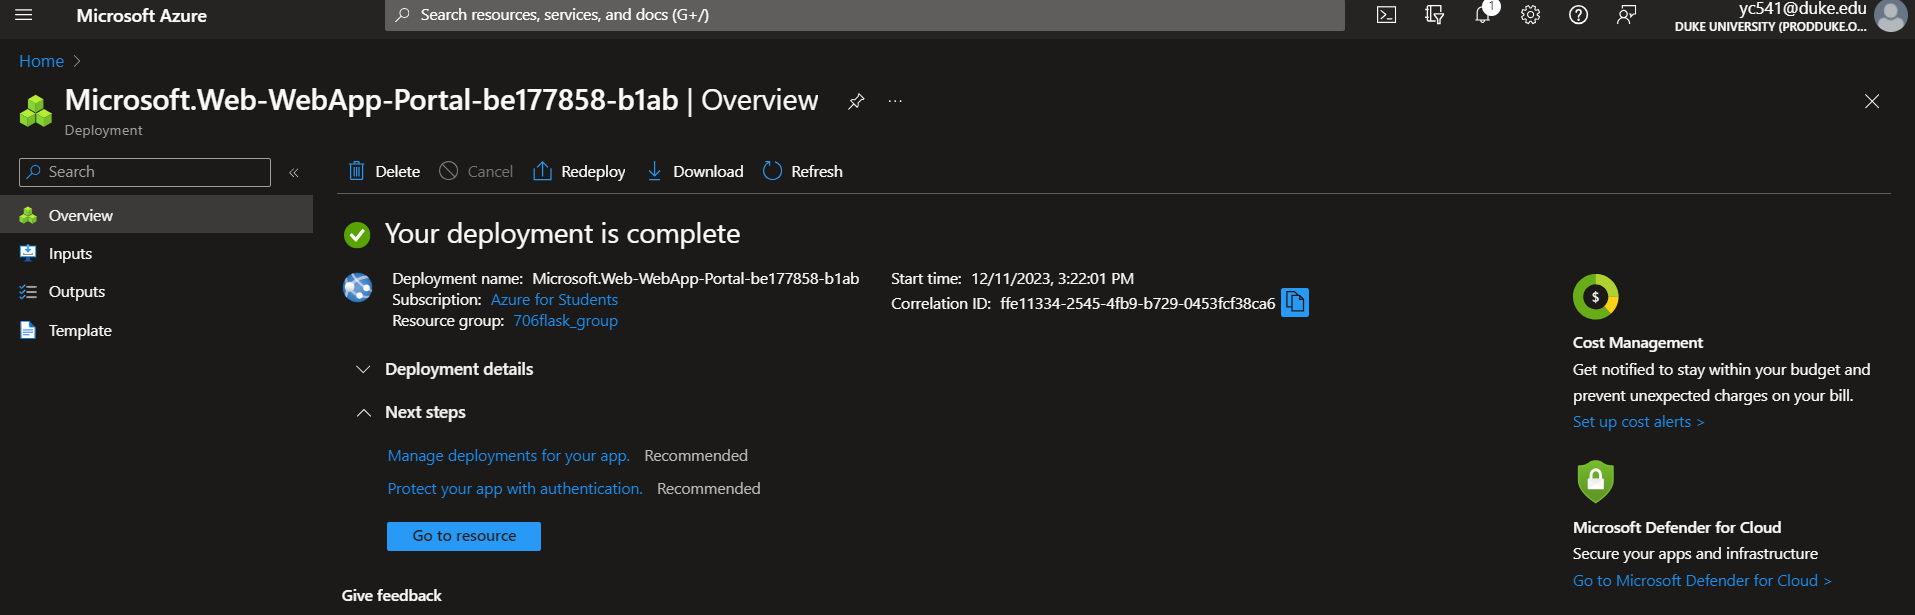 Microsoft Azure
Search resources, services, and docs (G+/)
1
yc541@duke.edu
DUKE UNIVERSITY (PRODDUKE.O...
Home >
Microsoft.Web-WebApp-Portal-be177858-b1ab | Overview
...
Deployment
Search
«
Delete
Cancel
Redeploy
Download
Refresh
Overview
Inputs
Outputs
Template
Your deployment is complete
Deployment name: Microsoft.Web-WebApp-Portal-be177858-b1ab
Subscription: Azure for Students
Resource group: 706flask_group
Start time: 12/11/2023, 3:22:01 PM
Correlation ID: ffe11334-2545-4fb9-b729-0453fcf38ca6
Deployment details
Next steps
Manage deployments for your app. Recommended
Protect your app with authentication. Recommended
Go to resource
Give feedback
$
Cost Management
Get notified to stay within your budget and
prevent unexpected charges on your bill.
Set up cost alerts >
Microsoft Defender for Cloud
Secure your apps and infrastructure
Go to Microsoft Defender for Cloud >